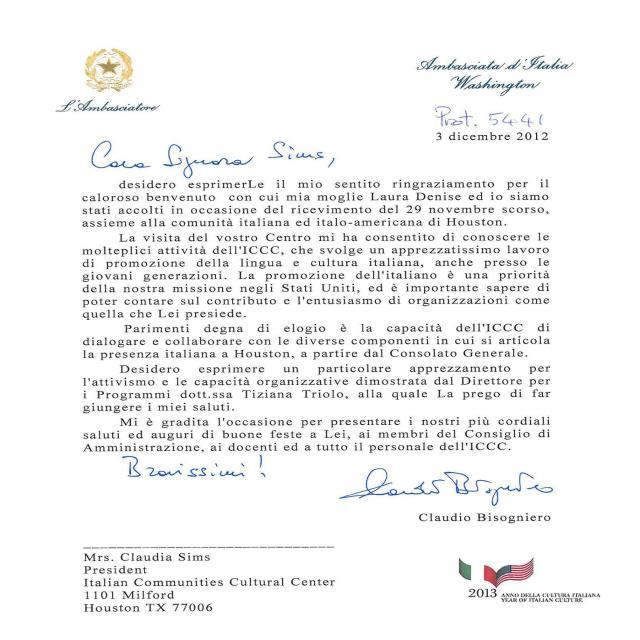 Ambasciata d'Italia
Washington
L'Ambasciatore
Prot. 5441
3 dicembre 2012
Cara Signora Sims,
desidero esprimerLe il mio sentito ringraziamento per il
caloroso benvenuto con cui mia moglie Laura Denise ed io siamo
stati accolti in occasione del ricevimento del 29 novembre scorso,
assieme alla comunità italiana ed italo-americana di Houston.
La visita del vostro Centro mi ha consentito di conoscere le
molteplici attività dell'ICCC, che svolge un apprezzatissimo lavoro
di promozione della lingua e cultura italiana, anche presso le
giovani generazioni. La promozione dell'italiano è una priorità
della nostra missione negli Stati Uniti, ed è importante sapere di
poter contare sul contributo e l'entusiasmo di organizzazioni come
quella che Lei presiede.
Parimenti degna di elogio è la capacità dell'ICCC di
dialogare e collaborare con le diverse componenti in cui si articola
la presenza italiana a Houston, a partire dal Consolato Generale.
Desidero esprimere un particolare apprezzamento per
l'attivismo e le capacità organizzative dimostrata dal Direttore per
i Programmi dott.ssa Tiziana Triolo, alla quale La prego di far
giungere i miei saluti.
Mi è gradita l'occasione per presentare i nostri più cordiali
saluti ed auguri di buone feste a Lei, ai membri del Consiglio di
Amministrazione, ai docenti ed a tutto il personale dell'ICCC.
Bravissimi!
Claudio Bisogniero
Claudio Bisogniero
Mrs. Claudia Sims
President
Italian Communities Cultural Center
1101 Milford
Houston TX 77006
2013 ANNO DELLA CULTURA ITALIANA
YEAR OF ITALIAN CULTURE